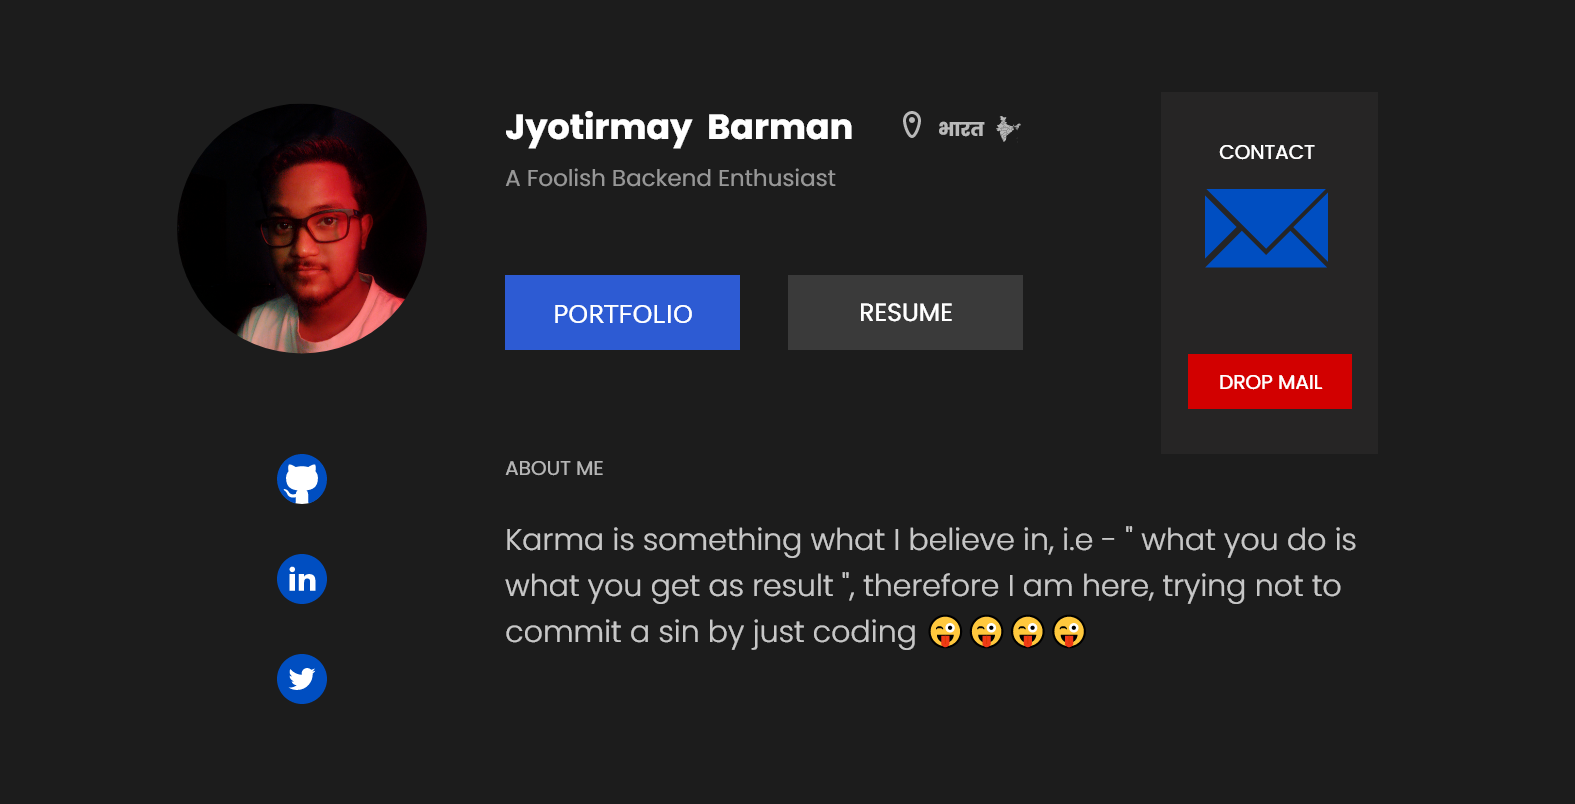 Jyotirmay Barman
भारत
A Foolish Backend Enthusiast
PORTFOLIO
RESUME
CONTACT
DROP MAIL
ABOUT ME
Karma is something what I believe in, i.e - " what you do is
what you get as result ", therefore I am here, trying not to
commit a sin by just coding 😜😜😜😜
in